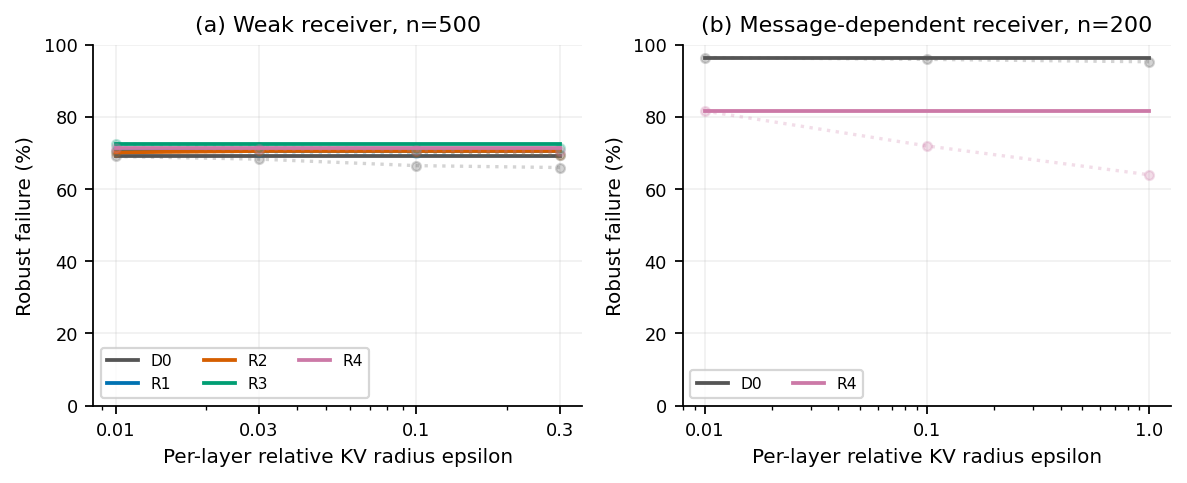 (a) Weak receiver, n=500
Robust failure (%)
100
80
60
40
20
0
D0
R1
R2
R3
R4
0.01
0.03
0.1
0.3
Per-layer relative KV radius epsilon
(b) Message-dependent receiver, n=200
Robust failure (%)
100
80
60
40
20
0
D0
R4
0.01
0.1
1.0
Per-layer relative KV radius epsilon